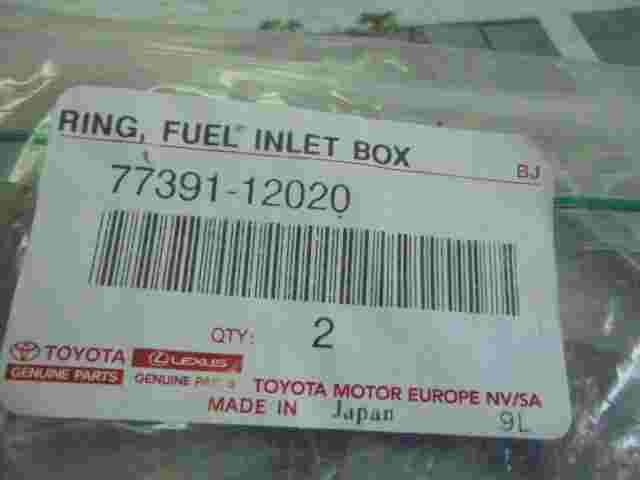 RING, FUEL INLET BOX
BJ
77391-12020
QTY: 2
TOYOTA LEXUS
GENUINE PARTS GENUINE PARTS
TOYOTA MOTOR EUROPE NV/SA
MADE IN Japan
9L